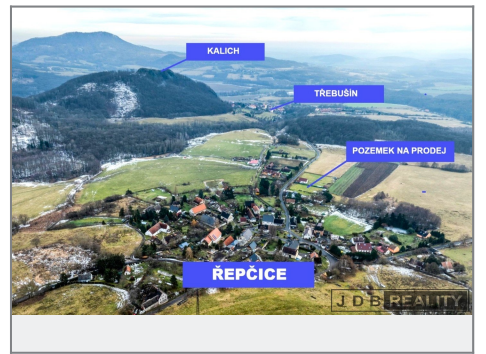 KALICH
TŘEBUŠÍN
POZEMEK NA PRODEJ
ŘEPČICE
JDB REALITY